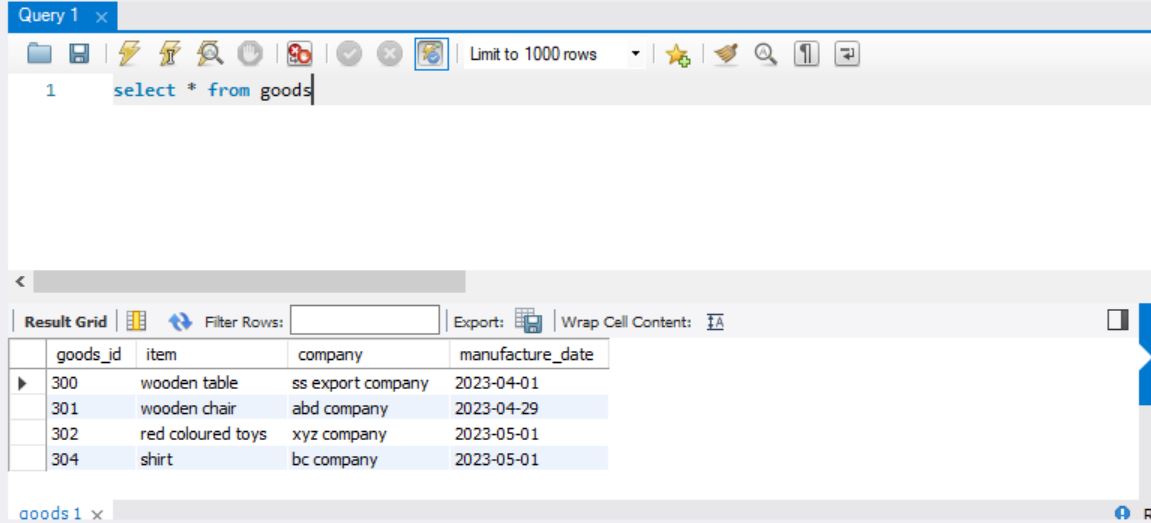 Query 1
Limit to 1000 rows
1 select * from goods
Result Grid Filter Rows: Export: Wrap Cell Content:
goods_id item company manufacture_date
300 wooden table ss export company 2023-04-01
301 wooden chair abd company 2023-04-29
302 red coloured toys xyz company 2023-05-01
304 shirt bc company 2023-05-01
goods 1